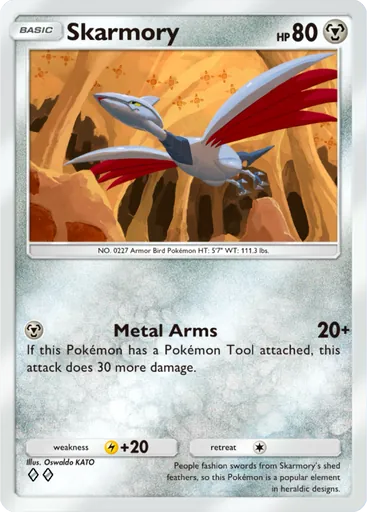 BASIC Skarmory HP 80
NO. 0227 Armor Bird Pokémon HT: 5'7" WT: 111.3 lbs.
Metal Arms 20+
If this Pokémon has a Pokémon Tool attached, this
attack does 30 more damage.
weakness +20 retreat
Illus. Oswaldo KATO
People fashion swords from Skarmory's shed
feathers, so this Pokémon is a popular element
in heraldic designs.